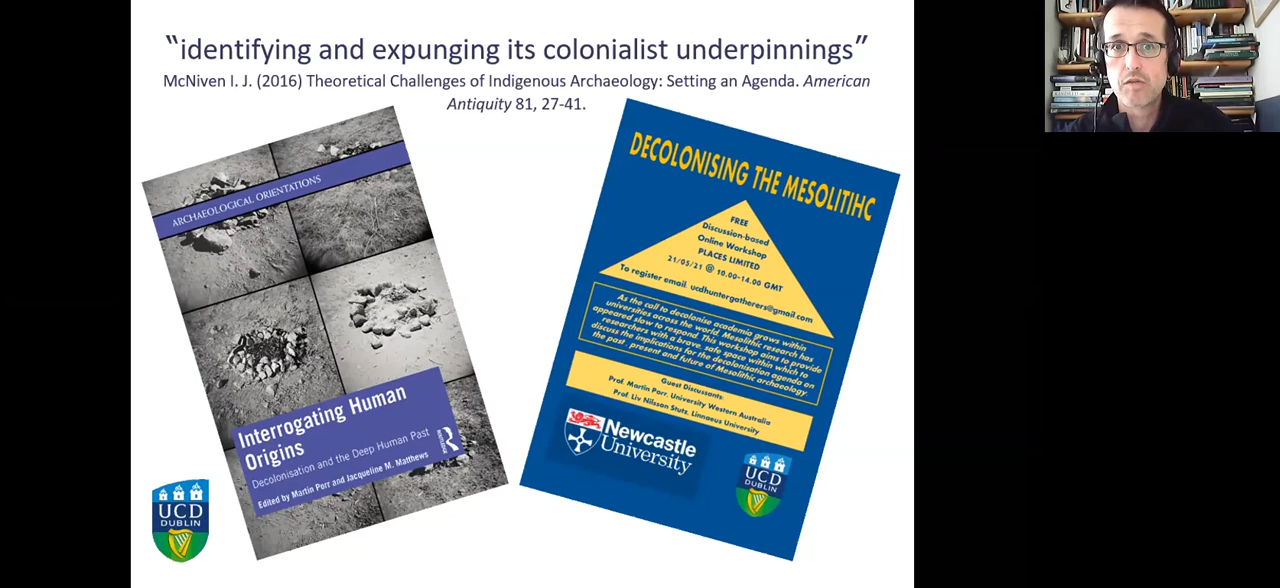 “identifying and expunging its colonialist underpinnings”
McNiven I. J. (2016) Theoretical Challenges of Indigenous Archaeology: Setting an Agenda. American
Antiquity 81, 27-41.
ARCHAEOLOGICAL ORIENTATIONS
Interrogating Human
Origins
Decolonisation and the Deep Human Past
Edited by Martin Porr and Jacqueline M. Matthews
R
ROUTLEDGE
UCD
DUBLIN
DECOLONISING THE MESOLITIHC
FREE
Discussion-based
Online Workshop
PLACES LIMITED
21/05/21 @ 10.00-14.00 GMT
To register email. ucdhuntergatherers@gmail.com
As the call to decolonise academia grows within
universities across the world, Mesolithic research has
appeared slow to respond. This workshop aims to provide
researchers with a brave, safe space within which to
discuss the implications for the decolonisation agenda on
the past, present and future of Mesolithic archaeology.
Guest Discussants:
Prof. Martin Porr, University Western Australia
Prof. Liv Nilsson Stutz, Linnaeus University
Newcastle
University
UCD
DUBLIN